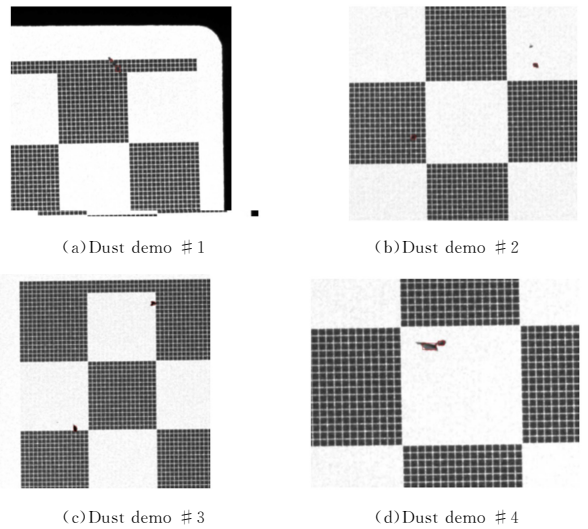 (a)Dust demo ♯1
(b)Dust demo ♯2
(c)Dust demo ♯3
(d)Dust demo ♯4